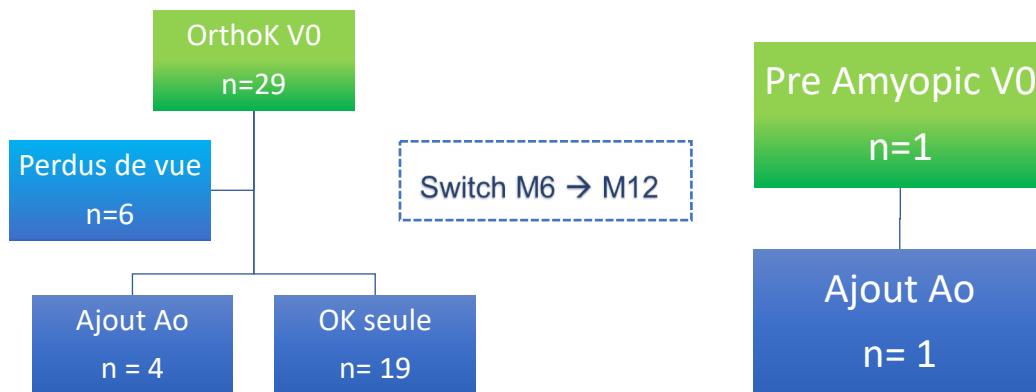 OrthoK V0
n=29
Perdus de vue
n=6
Ajout Ao
n = 4
OK seule
n= 19
Switch M6 → M12
Pre Amyopic V0
n=1
Ajout Ao
n= 1